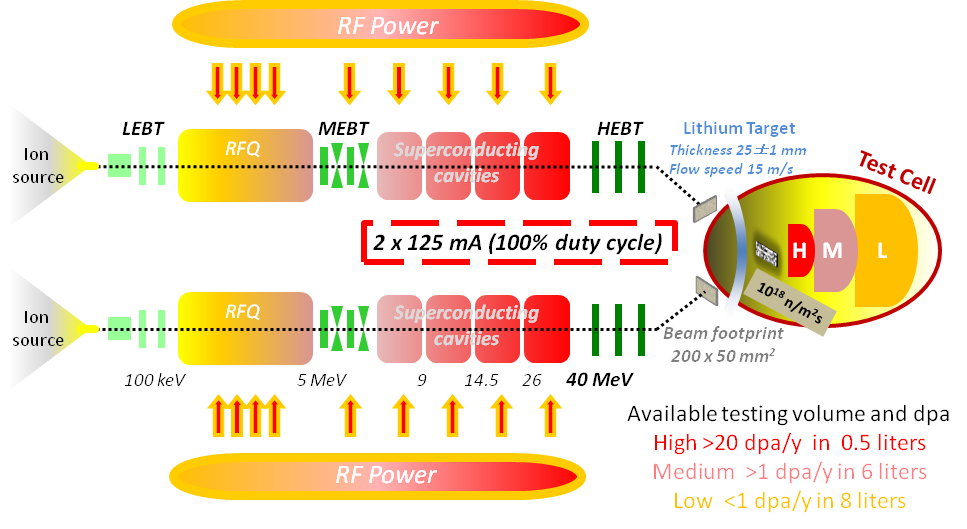 RF Power
LEBT
MEBT
HEBT
Ion
source
RFQ
Superconducting
cavities
Lithium Target
Thickness 25±1 mm
Flow speed 15 m/s
Test Cell
2 x 125 mA (100% duty cycle)
H
M
L
10¹⁸ n/m²s
Ion
source
RFQ
Superconducting
cavities
Beam footprint
200 x 50 mm²
100 keV
5 MeV
9
14.5
26
40 MeV
Available testing volume and dpa
High >20 dpa/y in 0.5 liters
Medium >1 dpa/y in 6 liters
Low <1 dpa/y in 8 liters
RF Power